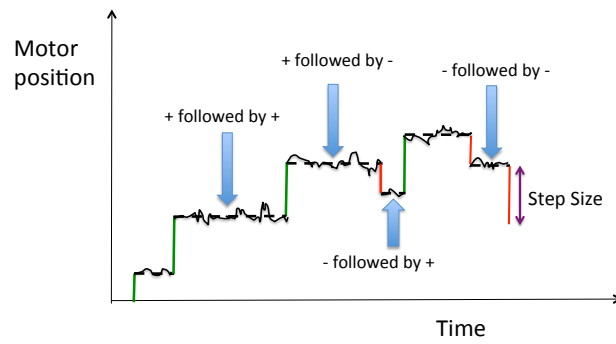 Motor
position
+ followed by -
- followed by -
+ followed by +
Step Size
- followed by +
Time